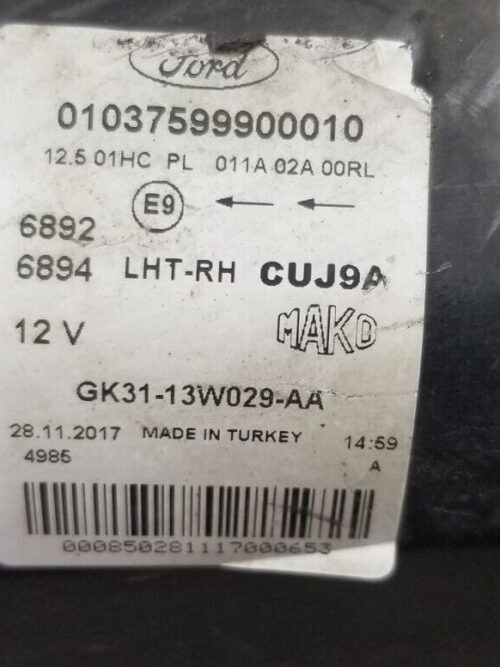 Ford
01037599900010
12.5 01HC PL 011A 02A 00RL
E9
6892
6894 LHT-RH CUJ9A
12 V MAKO
GK31-13W029-AA
28.11.2017 MADE IN TURKEY 14:59
4985 A
000850281117000653